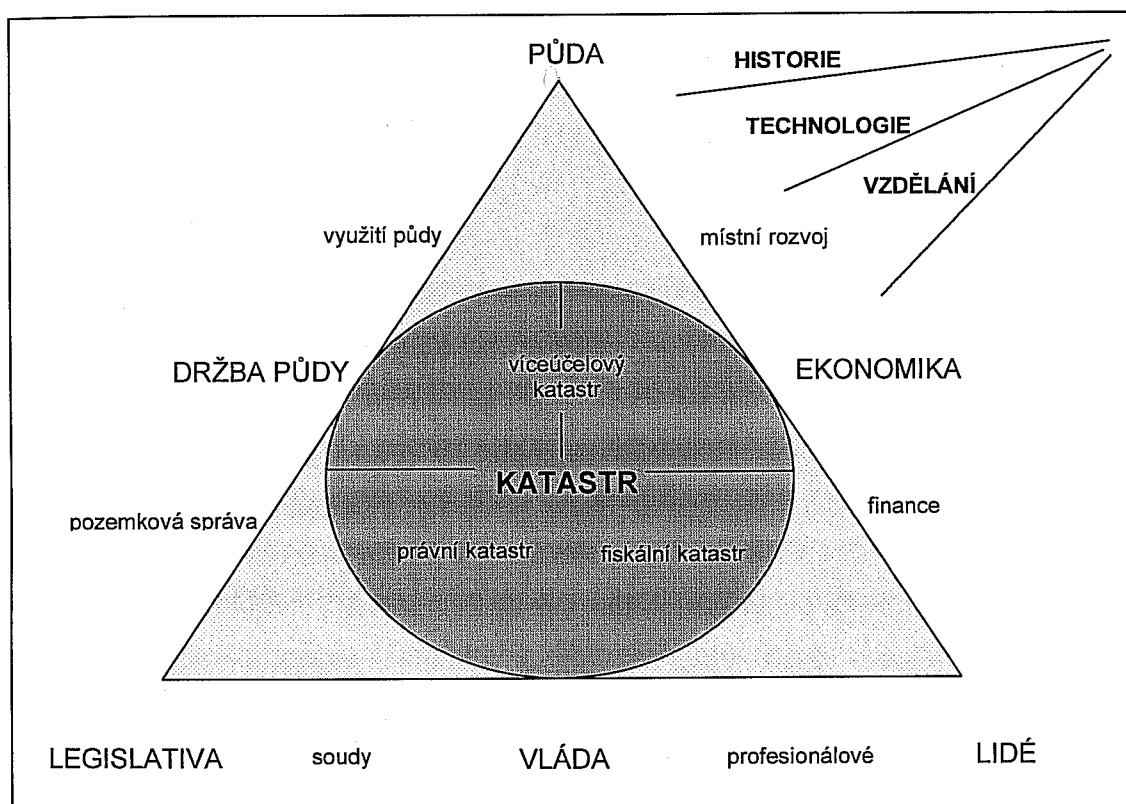 PŮDA
HISTORIE
TECHNOLOGIE
VZDĚLÁNÍ
využití půdy
místní rozvoj
DRŽBA PŮDY
víceúčelový
katastr
EKONOMIKA
KATASTR
pozemková správa
finance
právní katastr
fiskální katastr
LEGISLATIVA
soudy
VLÁDA
profesionálové
LIDÉ